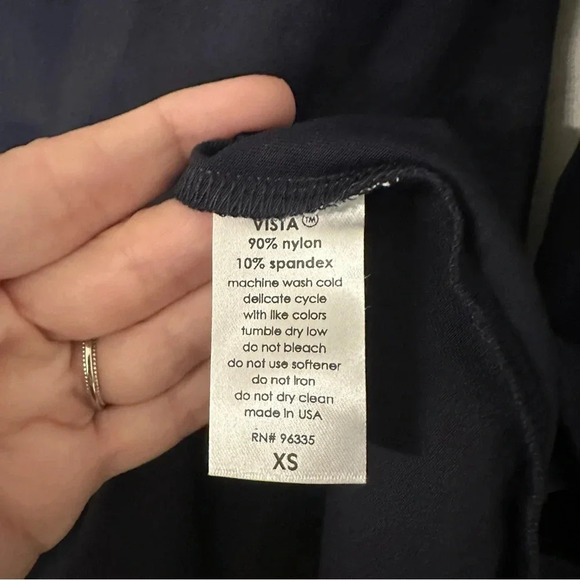 VISTA™
90% nylon
10% spandex
machine wash cold
delicate cycle
with like colors
tumble dry low
do not bleach
do not use softener
do not iron
do not dry clean
made in USA
RN# 96335
XS